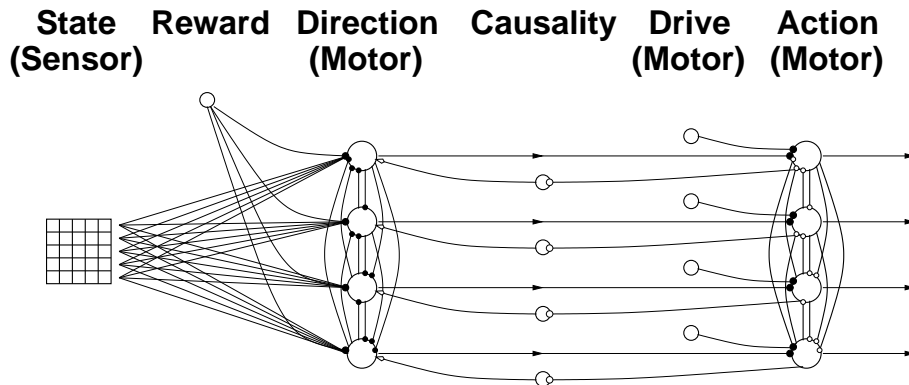 State Reward Direction Causality Drive Action
(Sensor) (Motor) (Motor) (Motor)